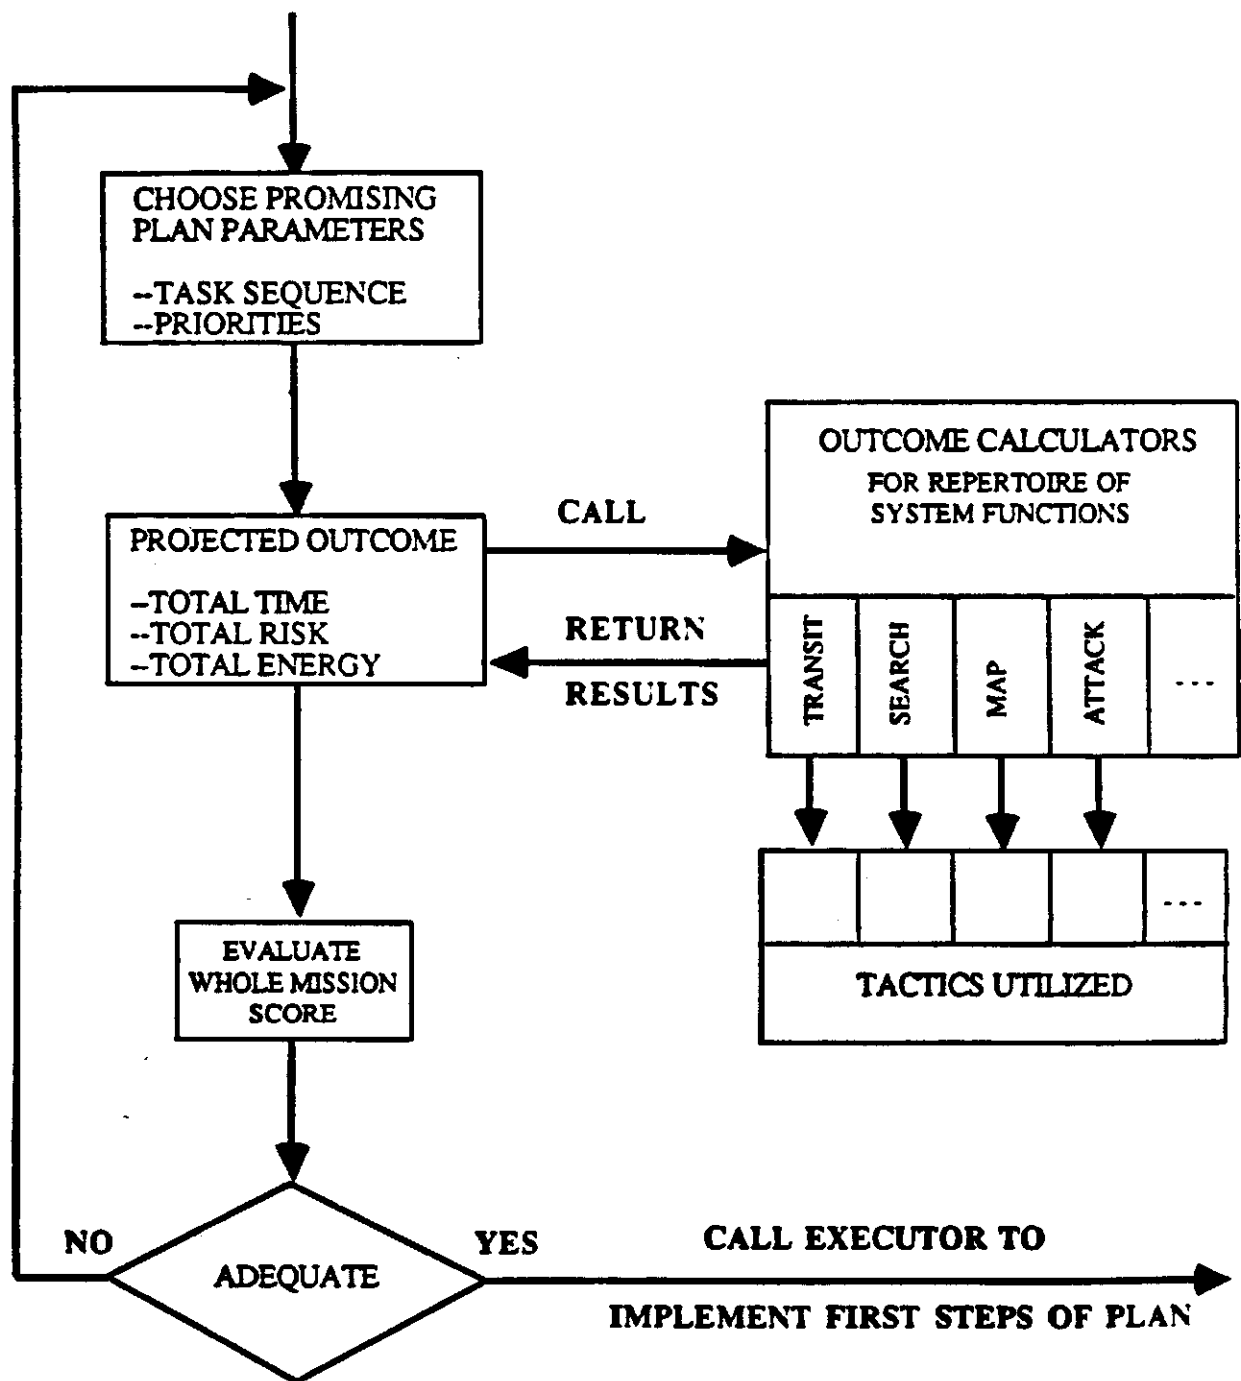 CHOOSE PROMISING
PLAN PARAMETERS
--TASK SEQUENCE
--PRIORITIES
PROJECTED OUTCOME
--TOTAL TIME
--TOTAL RISK
--TOTAL ENERGY
CALL
RETURN
RESULTS
OUTCOME CALCULATORS
FOR REPERTOIRE OF
SYSTEM FUNCTIONS
TRANSIT
SEARCH
MAP
ATTACK
---
---
TACTICS UTILIZED
EVALUATE
WHOLE MISSION
SCORE
NO
ADEQUATE
YES
CALL EXECUTOR TO
IMPLEMENT FIRST STEPS OF PLAN